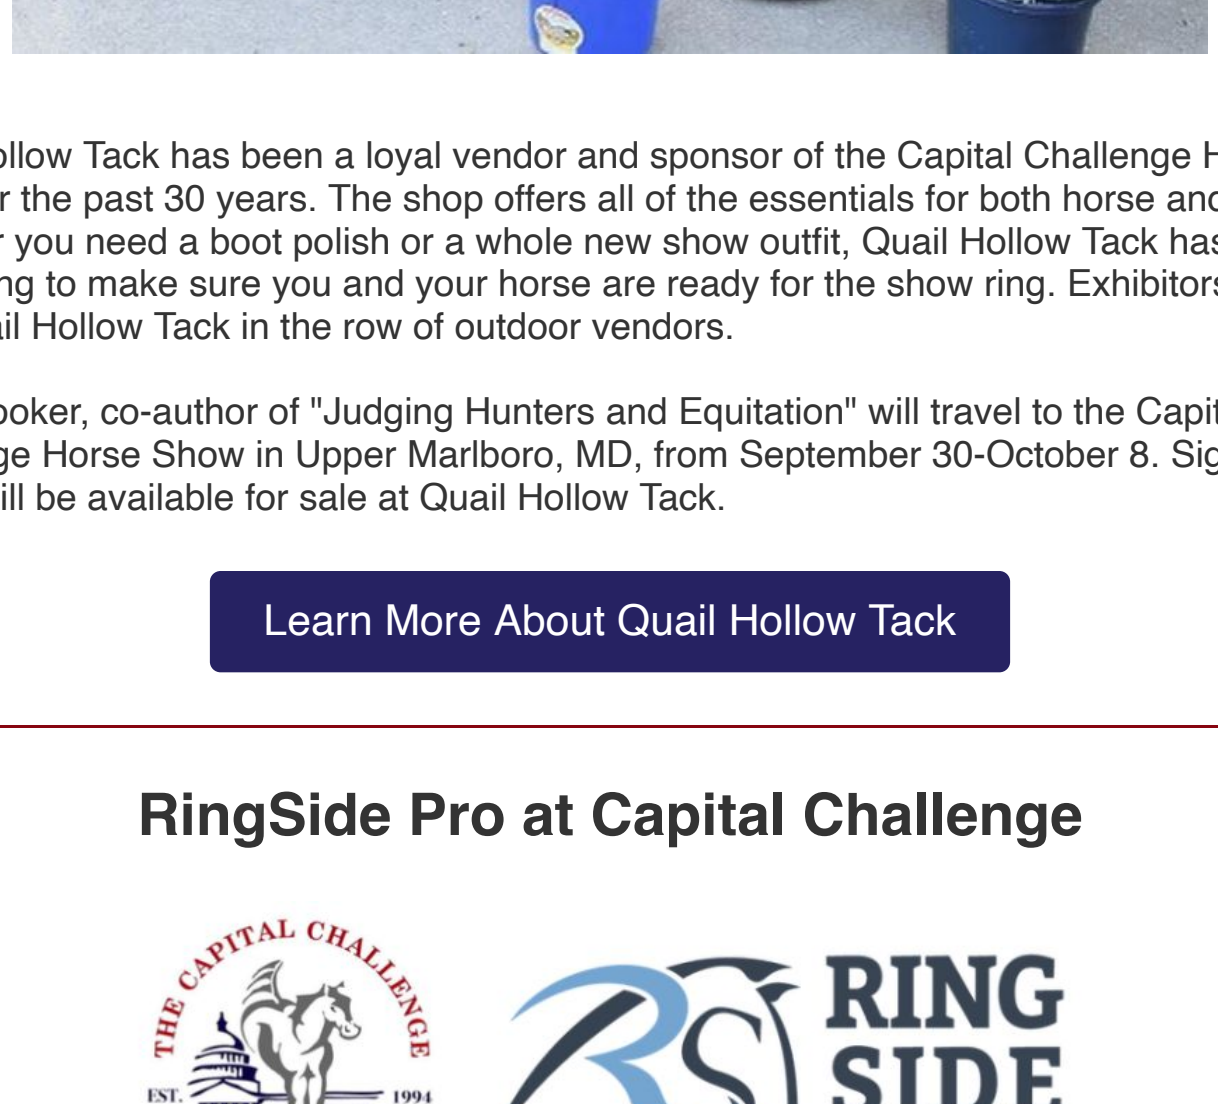 ollow Tack has been a loyal vendor and sponsor of the Capital Challenge H
r the past 30 years. The shop offers all of the essentials for both horse and
r you need a boot polish or a whole new show outfit, Quail Hollow Tack has
ng to make sure you and your horse are ready for the show ring. Exhibitors
ail Hollow Tack in the row of outdoor vendors.
ooker, co-author of "Judging Hunters and Equitation" will travel to the Capit
ge Horse Show in Upper Marlboro, MD, from September 30-October 8. Sig
ill be available for sale at Quail Hollow Tack.
Learn More About Quail Hollow Tack
RingSide Pro at Capital Challenge
THE CAPITAL CHALLENGE
EST. 1994
RS
RING
SIDE